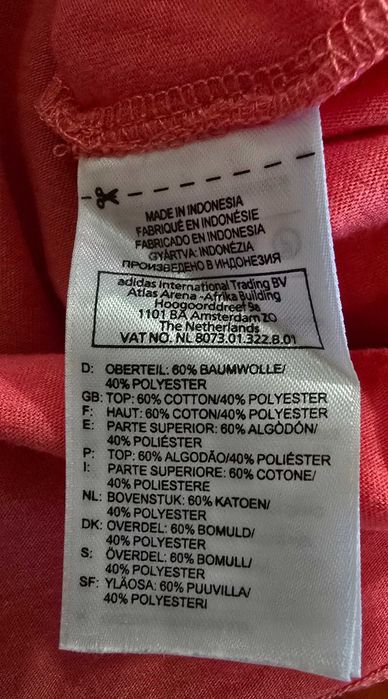 MADE IN INDONESIA
FABRIQUÉ EN INDONÉSIE
FABRICADO EN INDONESIA
GYÁRTVA: INDONÉZIA
ПРОИЗВЕДЕНО В ИНДОНЕЗИЯ
adidas International Trading BV
Atlas Arena -Afrika Building
Hoogoorddreef 9a
1101 BA Amsterdam ZO
The Netherlands
VAT NO. NL 8073.01.322.B.01
D: OBERTEIL: 60% BAUMWOLLE/
40% POLYESTER
GB: TOP: 60% COTTON/40% POLYESTER
F: HAUT: 60% COTON/40% POLYESTER
E: PARTE SUPERIOR: 60% ALGODÓN/
40% POLIÉSTER
P: TOP: 60% ALGODÃO/40% POLIÉSTER
I: PARTE SUPERIORE: 60% COTONE/
40% POLIESTERE
NL: BOVENSTUK: 60% KATOEN/
40% POLYESTER
DK: OVERDEL: 60% BOMULD/
40% POLYESTER
S: ÖVERDEL: 60% BOMULL/
40% POLYESTER
SF: YLÄOSA: 60% PUUVILLA/
40% POLYESTERI